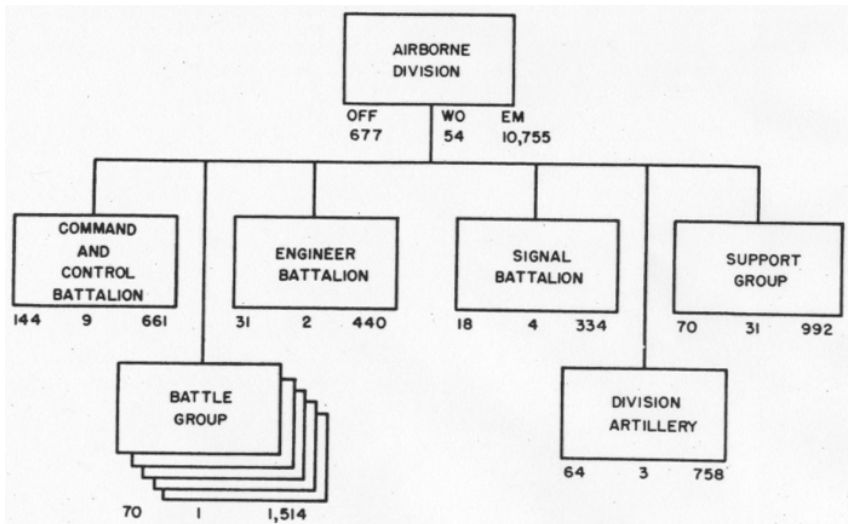 AIRBORNE
DIVISION
OFF WO EM
677 54 10,755
COMMAND
AND
CONTROL
BATTALION
144 9 661
ENGINEER
BATTALION
31 2 440
SIGNAL
BATTALION
18 4 334
SUPPORT
GROUP
70 31 992
BATTLE
GROUP
70 1 1,514
DIVISION
ARTILLERY
64 3 758